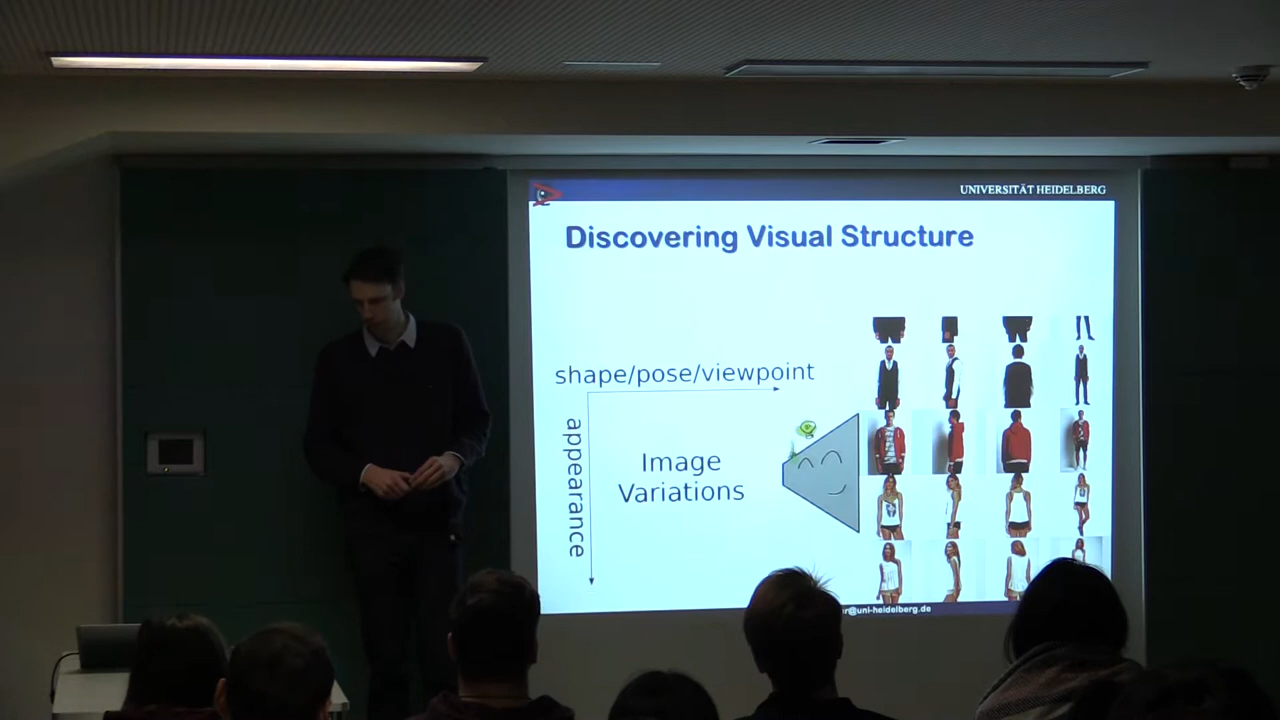 UNIVERSITÄT HEIDELBERG
Discovering Visual Structure
shape/pose/viewpoint
appearance
Image
Variations
@uni-heidelberg.de